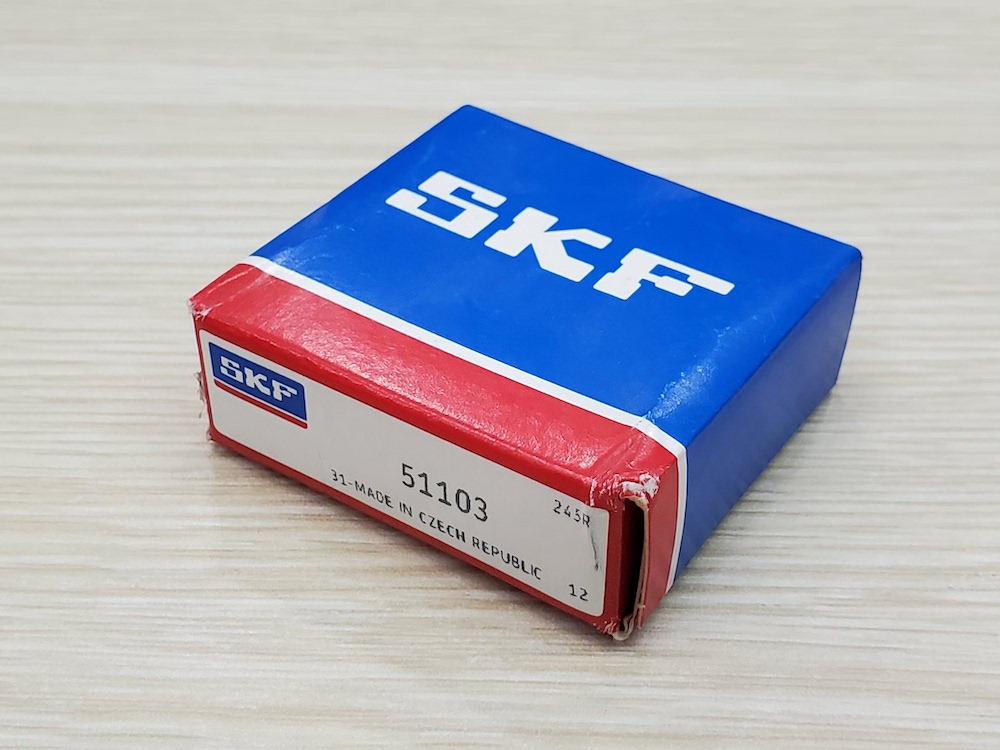 SKF
SKF
51103
245R
31-MADE IN CZECH REPUBLIC
12